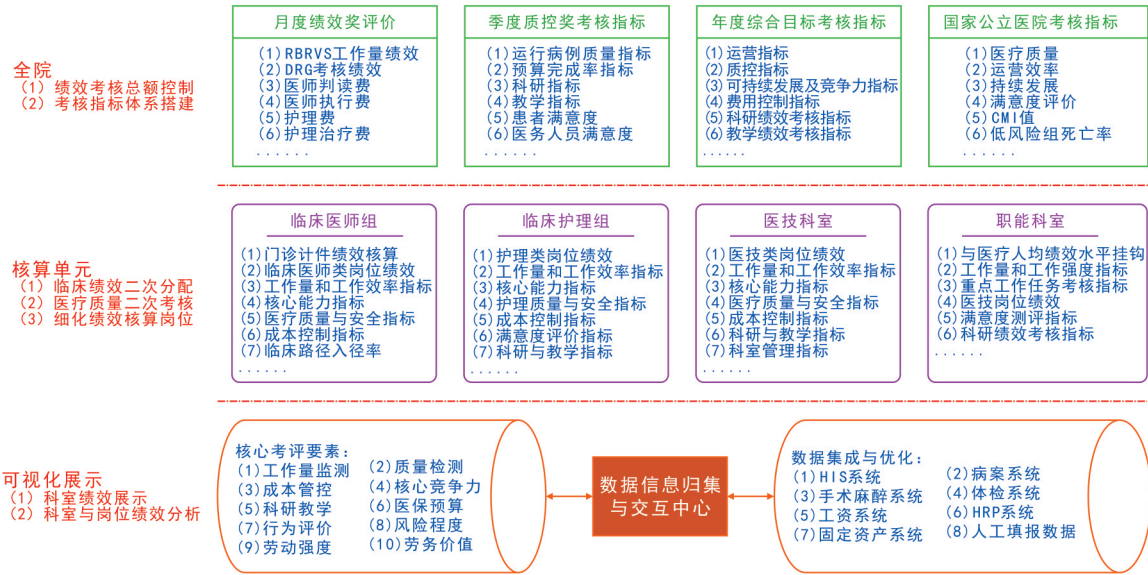 全院
（1）绩效考核总额控制
（2）考核指标体系搭建
月度绩效奖评价
（1）RBRVS工作量绩效
（2）DRG考核绩效
（3）医师判读费
（4）医师执行费
（5）护理费
（6）护理治疗费
......
季度质控奖考核指标
（1）运行病例质量指标
（2）预算完成率指标
（3）科研指标
（4）教学指标
（5）患者满意度
（6）医务人员满意度
......
年度综合目标考核指标
（1）运营指标
（2）质控指标
（3）可持续发展及竞争力指标
（4）费用控制指标
（5）科研绩效考核指标
（6）教学绩效考核指标
......
国家公立医院考核指标
（1）医疗质量
（2）运营效率
（3）持续发展
（4）满意度评价
（5）CMI值
（6）低风险组死亡率
......
核算单元
（1）临床绩效二次分配
（2）医疗质量二次考核
（3）细化绩效核算岗位
临床医师组
（1）门诊计件绩效核算
（2）临床医师类岗位绩效
（3）工作量和工作效率指标
（4）核心能力指标
（5）医疗质量与安全指标
（6）成本控制指标
（7）临床路径入径率
......
临床护理组
（1）护理类岗位绩效
（2）工作量和工作效率指标
（3）核心能力指标
（4）护理质量与安全指标
（5）成本控制指标
（6）满意度评价指标
（7）科研与教学指标
......
医技科室
（1）医技类岗位绩效
（2）工作量和工作效率指标
（3）核心能力指标
（4）医疗质量与安全指标
（5）成本控制指标
（6）科研与教学指标
（7）科室管理指标
......
职能科室
（1）与医疗人均绩效水平挂钩
（2）工作量和工作强度指标
（3）重点工作任务考核指标
（4）医技岗位绩效
（5）满意度测评指标
（6）科研绩效考核指标
......
可视化展示
（1）科室绩效展示
（2）科室与岗位绩效分析
核心考评要素：
（1）工作量监测
（2）质量检测
（3）成本管控
（4）核心竞争力
（5）科研教学
（6）医保预算
（7）行为评价
（8）风险程度
（9）劳动强度
（10）劳务价值
数据信息归集
与交互中心
数据集成与优化：
（1）HIS系统
（2）病案系统
（3）手术麻醉系统
（4）体检系统
（5）工资系统
（6）HRP系统
（7）固定资产系统
（8）人工填报数据